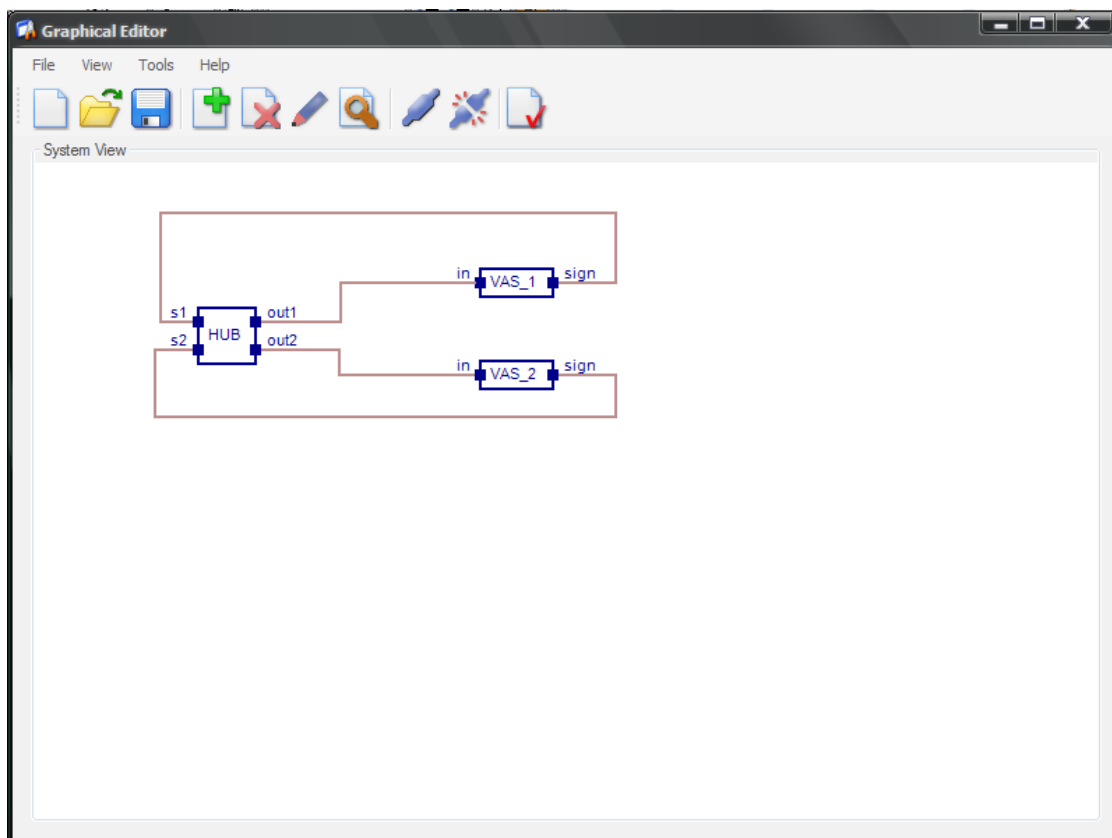 Graphical Editor
File View Tools Help
System View
in VAS_1 sign
s1 HUB out1
s2 out2
in VAS_2 sign